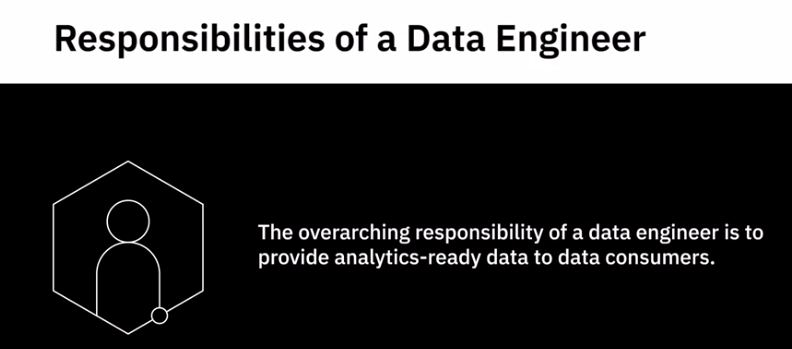 Responsibilities of a Data Engineer
The overarching responsibility of a data engineer is to
provide analytics-ready data to data consumers.